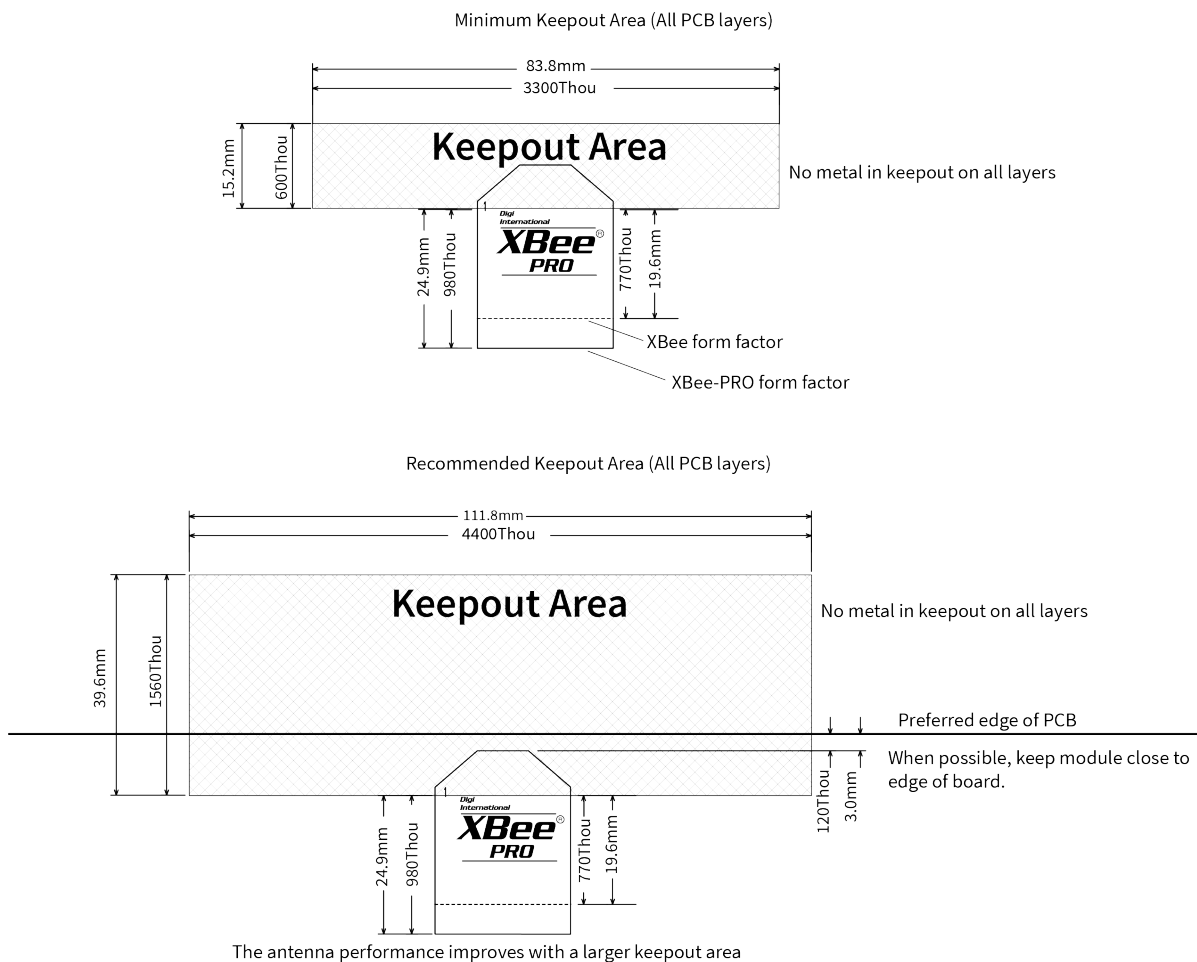 Minimum Keepout Area (All PCB layers)
83.8mm
3300Thou
Keepout Area
15.2mm
600Thou
No metal in keepout on all layers
1
Digi
International
XBee®
PRO
24.9mm
980Thou
770Thou
19.6mm
XBee form factor
XBee-PRO form factor
Recommended Keepout Area (All PCB layers)
111.8mm
4400Thou
Keepout Area
No metal in keepout on all layers
39.6mm
1560Thou
Preferred edge of PCB
When possible, keep module close to
edge of board.
120Thou
3.0mm
1
Digi
International
XBee®
PRO
24.9mm
980Thou
770Thou
19.6mm
The antenna performance improves with a larger keepout area